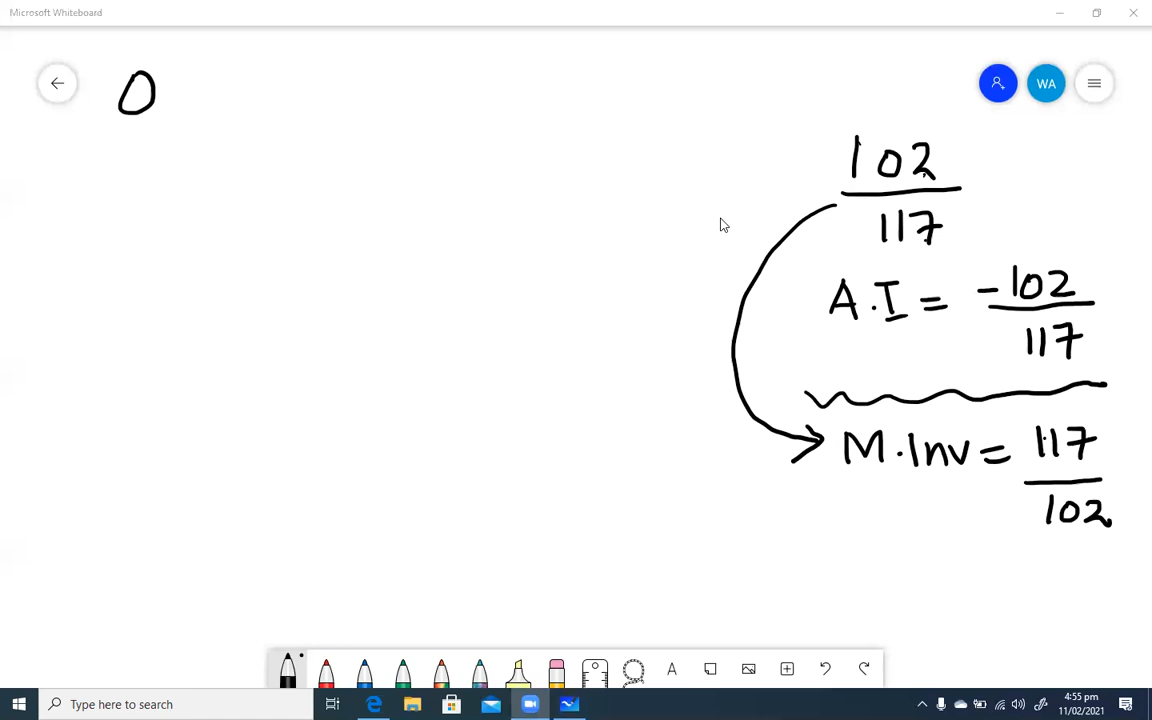 Microsoft Whiteboard
0
WA
102
117
A.I = -102
117
M.Inv = 117
102
A
Type here to search
4:55 pm
11/02/2021